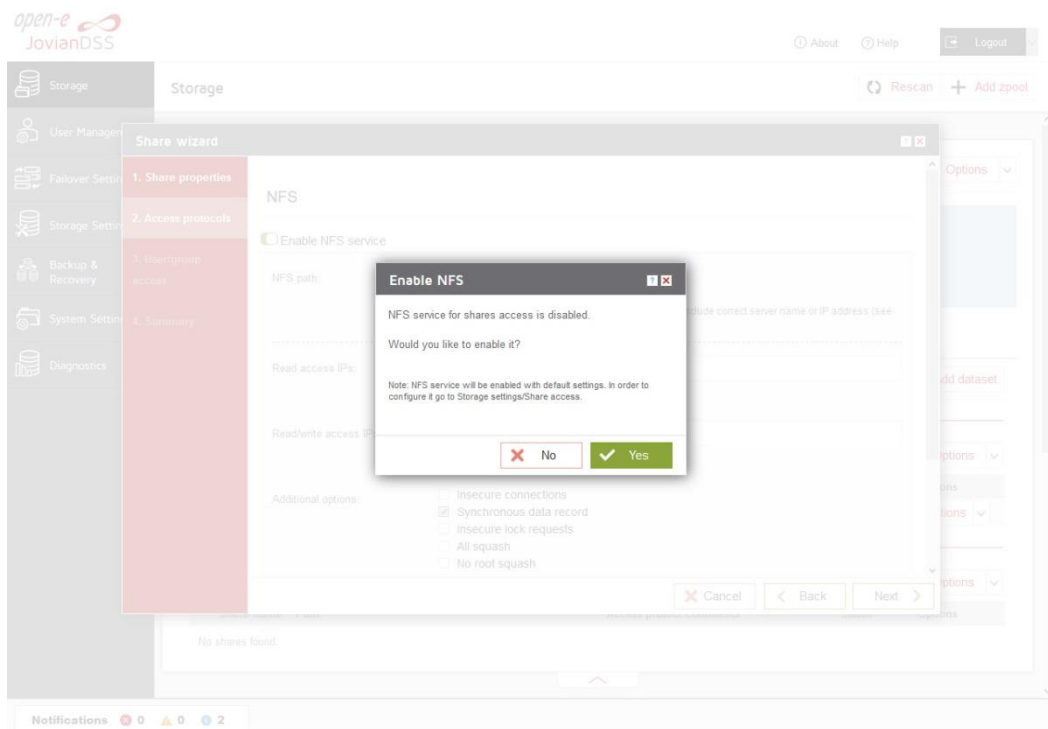 open-e
JovianDSS
About
Help
Logout
Storage
Storage
Rescan
Add zpool
User Manager
Share wizard
Failover Settin
1. Share properties
Options
NFS
2. Access protocols
Storage Settin
Enable NFS service
Backup &
Recovery
3. User/group
access
NFS path:
Enable NFS
NFS service for shares access is disabled.
include correct server name or IP address (see
System Settin
4. Summary
Would you like to enable it?
Diagnostics
Read access IPs:
Note: NFS service will be enabled with default settings. In order to
configure it go to Storage settings/Share access.
dd dataset
Read/write access IP
No
Yes
ptions
Additional options
Insecure connections
Synchronous data record
Insecure lock requests
All squash
No root squash
ons
tions
ptions
Cancel
Back
Next
No shares found.
Notifications 0 0 2